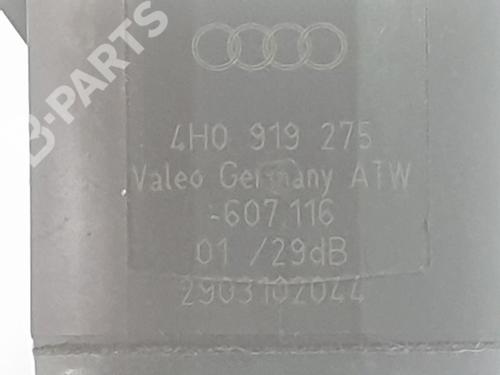 B-PARTS
4H0 919 275
Valeo Germany ATW
-607.116
01 /29dB
2903102044